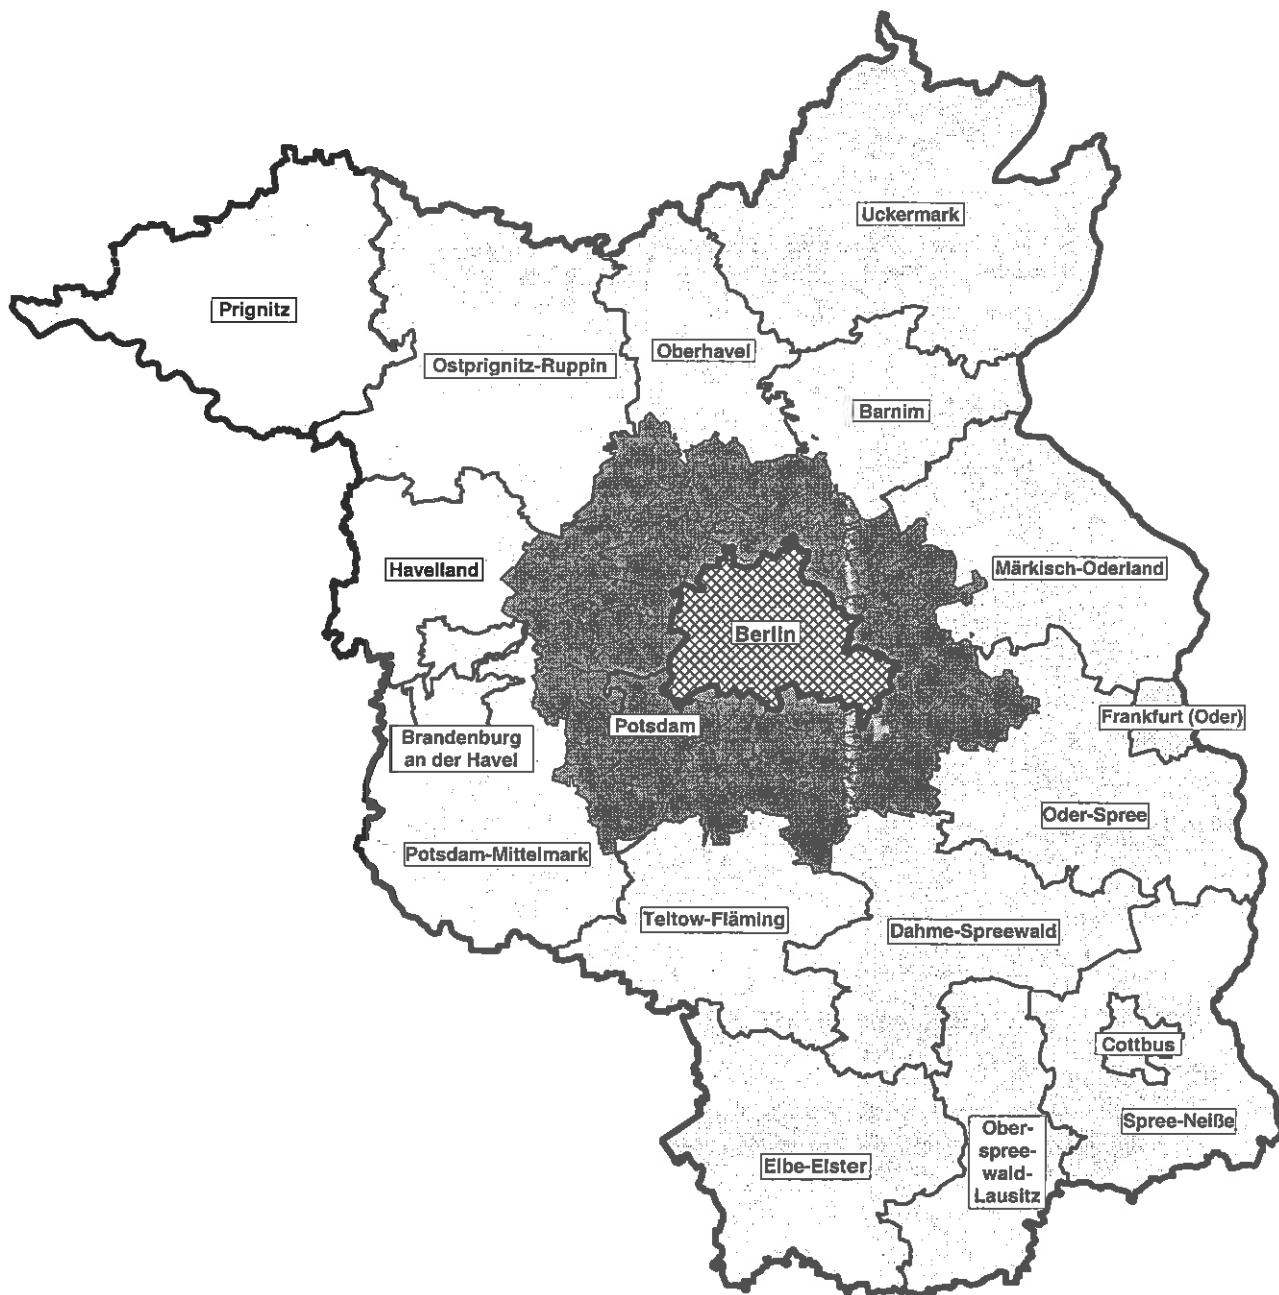 Uckermark
Prignitz
Oberhavel
Ostprignitz-Ruppin
Barnim
Havelland
Märkisch-Oderland
Berlin
Frankfurt (Oder)
Potsdam
Brandenburg
an der Havel
Oder-Spree
Potsdam-Mittelmark
Teltow-Fläming
Dahme-Spreewald
Cottbus
Spree-Neiße
Ober-
spree-
wald-
Lausitz
Elbe-Elster